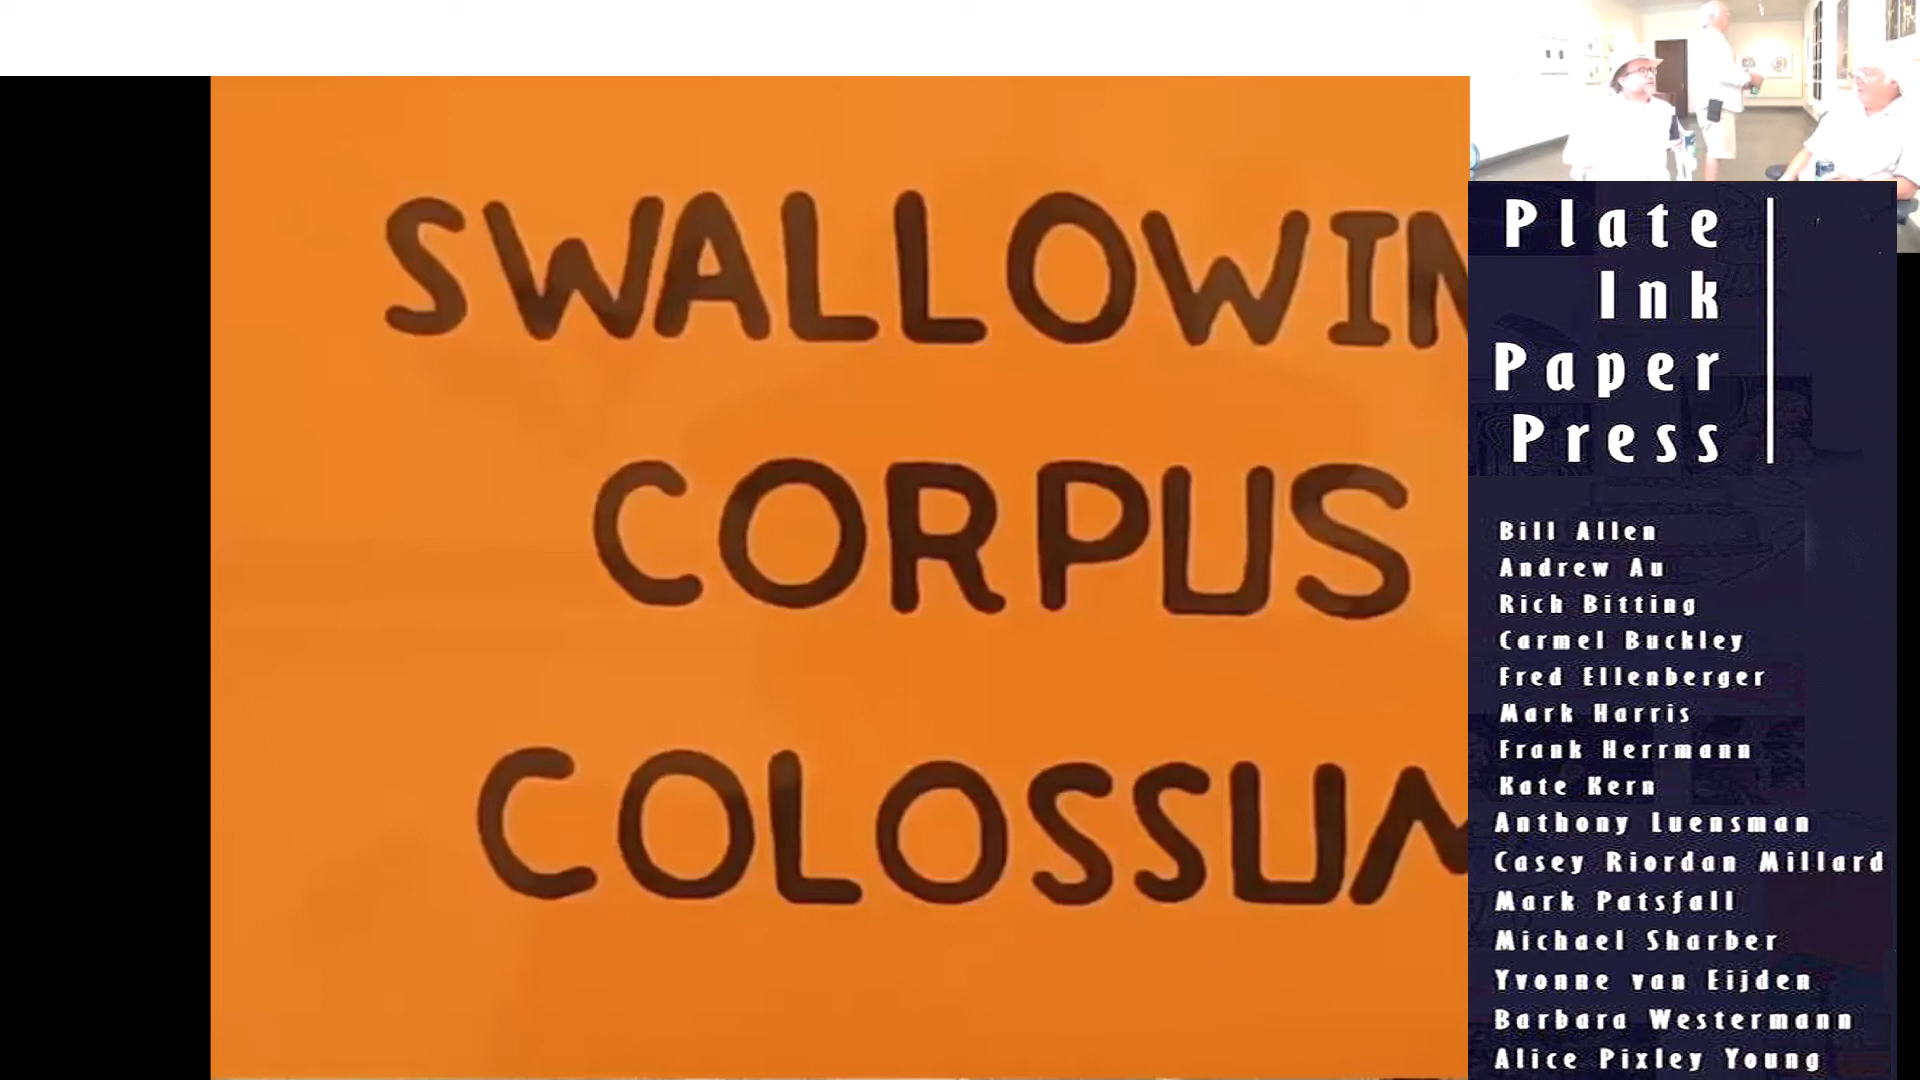 SWALLOWIN
CORPUS
COLOSSUM
Plate
Ink
Paper
Press
Bill Allen
Andrew Au
Rich Bitting
Carmel Buckley
Fred Ellenberger
Mark Harris
Frank Herrmann
Kate Kern
Anthony Luensman
Casey Riordan Millard
Mark Patsfall
Michael Sharber
Yvonne van Eijden
Barbara Westermann
Alice Pixley Young